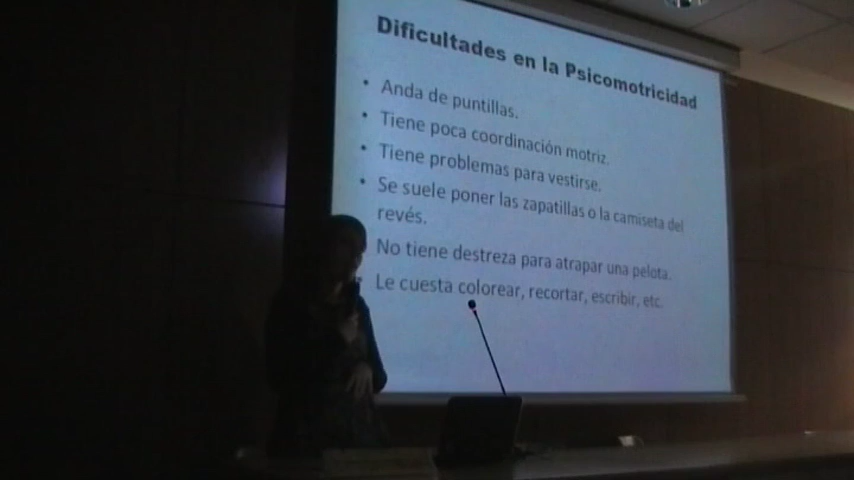 Dificultades en la Psicomotricidad
• Anda de puntillas.
• Tiene poca coordinación motriz.
• Tiene problemas para vestirse.
• Se suele poner las zapatillas o la camiseta del
revés.
No tiene destreza para atrapar una pelota.
• Le cuesta colorear, recortar, escribir, etc.